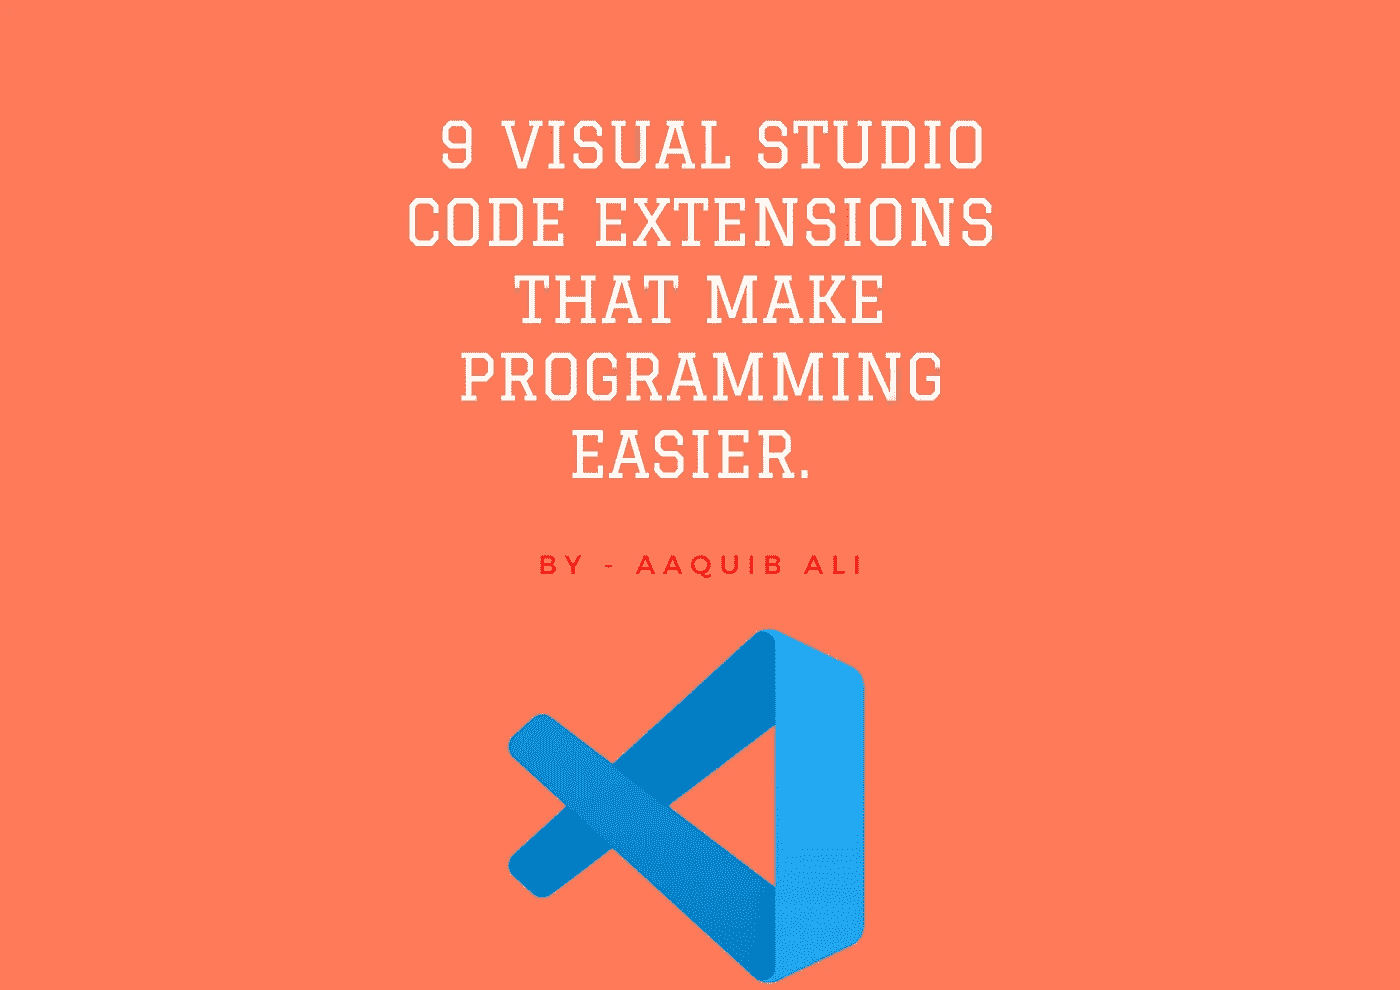 9 VISUAL STUDIO
CODE EXTENSIONS
THAT MAKE
PROGRAMMING
EASIER.
BY - AAQUIB ALI